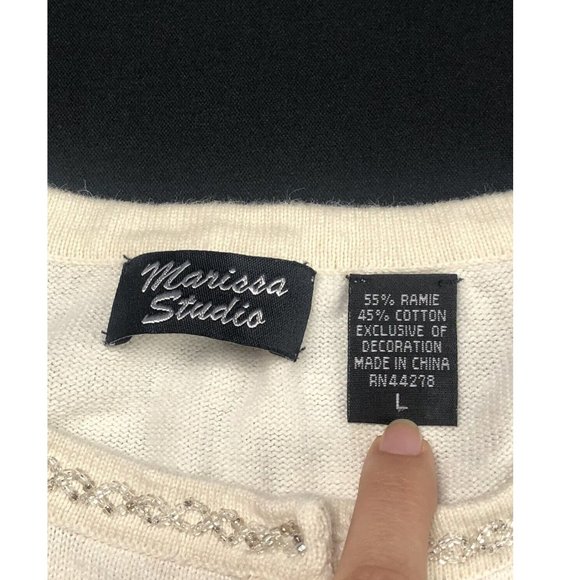 Marissa
Studio
55% RAMIE
45% COTTON
EXCLUSIVE OF
DECORATION
MADE IN CHINA
RN44278
L